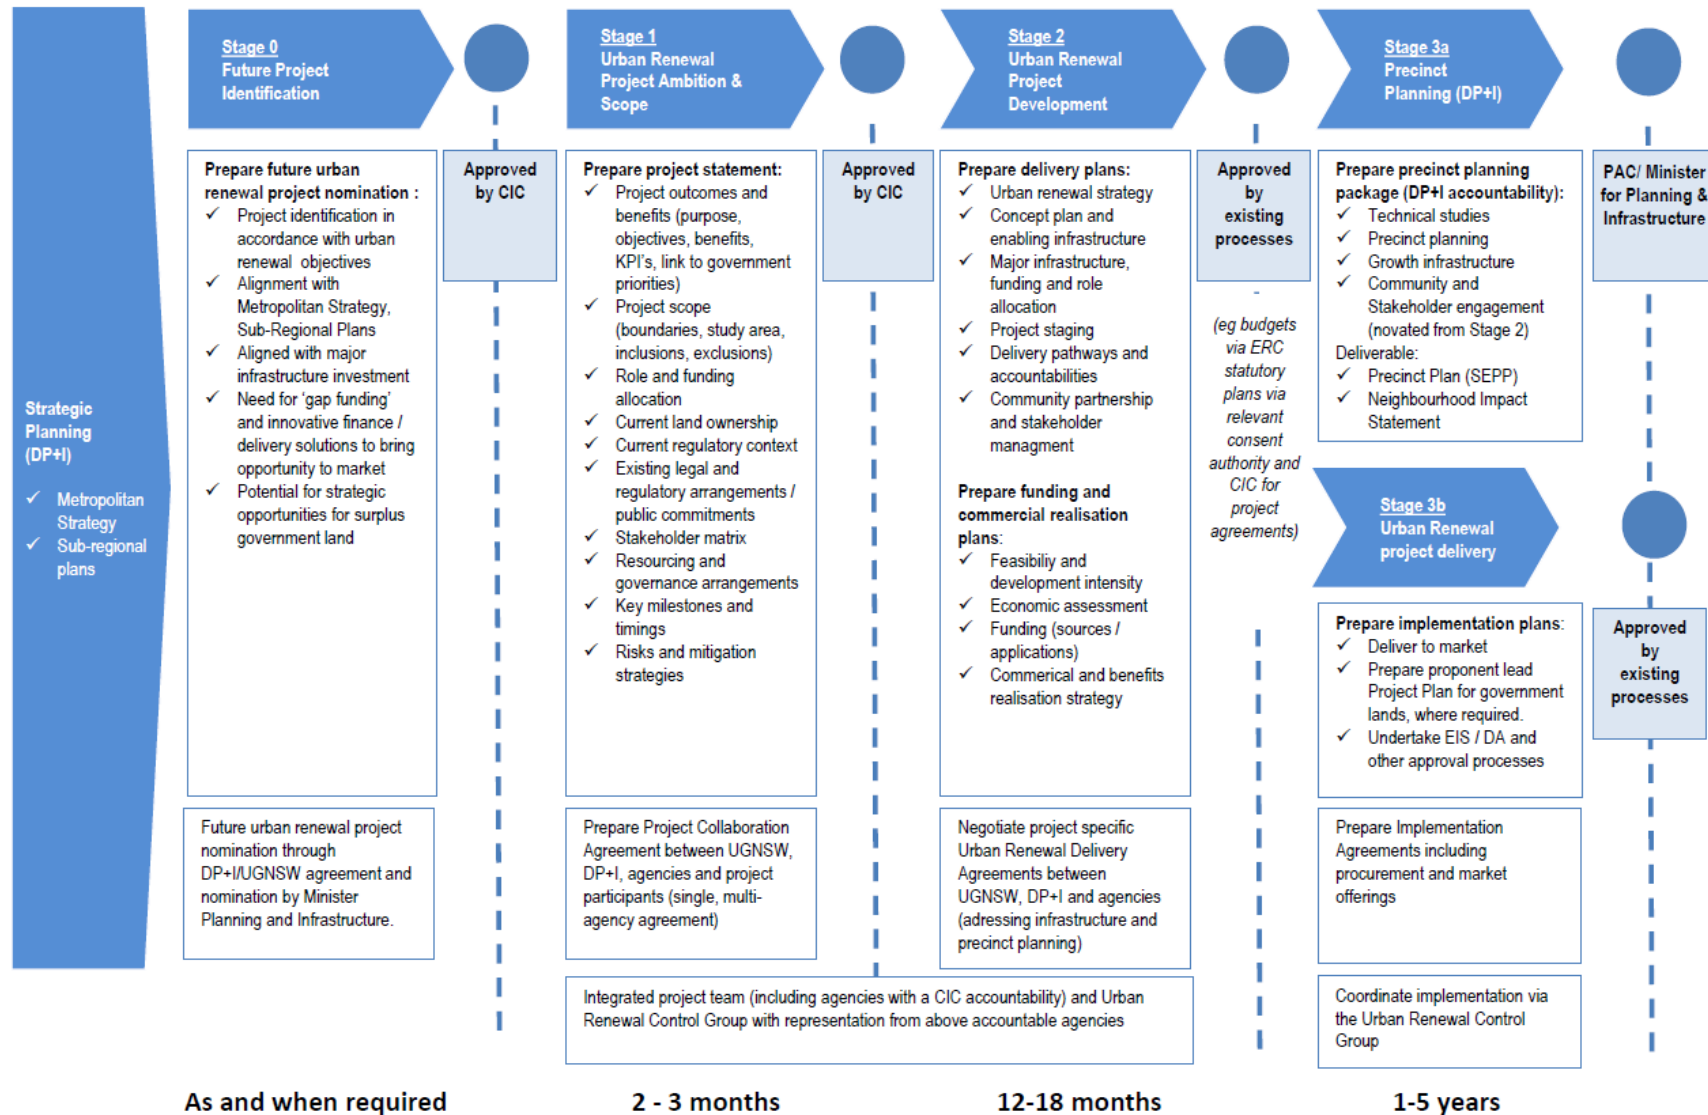 Strategic
Planning
(DP+I)
✓ Metropolitan
Strategy
✓ Sub-regional
plans
Stage 0
Future Project
Identification
Prepare future urban
renewal project nomination :
✓ Project identification in
accordance with urban
renewal objectives
✓ Alignment with
Metropolitan Strategy,
Sub-Regional Plans
✓ Aligned with major
infrastructure investment
✓ Need for ‘gap funding’
and innovative finance /
delivery solutions to bring
opportunity to market
✓ Potential for strategic
opportunities for surplus
government land
Future urban renewal project
nomination through
DP+I/UGNSW agreement and
nomination by Minister
Planning and Infrastructure.
As and when required
Approved
by CIC
Stage 1
Urban Renewal
Project Ambition &
Scope
Prepare project statement:
✓ Project outcomes and
benefits (purpose,
objectives, benefits,
KPI’s, link to government
priorities)
✓ Project scope
(boundaries, study area,
inclusions, exclusions)
✓ Role and funding
allocation
✓ Current land ownership
✓ Current regulatory context
✓ Existing legal and
regulatory arrangements /
public commitments
✓ Stakeholder matrix
✓ Resourcing and
governance arrangements
✓ Key milestones and
timings
✓ Risks and mitigation
strategies
Prepare Project Collaboration
Agreement between UGNSW,
DP+I, agencies and project
participants (single, multi-
agency agreement)
2 - 3 months
Approved
by CIC
Stage 2
Urban Renewal
Project
Development
Prepare delivery plans:
✓ Urban renewal strategy
✓ Concept plan and
enabling infrastructure
✓ Major infrastructure,
funding and role
allocation
✓ Project staging
✓ Delivery pathways and
accountabilities
✓ Community partnership
and stakeholder
managment
Prepare funding and
commercial realisation
plans:
✓ Feasibiliy and
development intensity
✓ Economic assessment
✓ Funding (sources /
applications)
✓ Commerical and benefits
realisation strategy
Negotiate project specific
Urban Renewal Delivery
Agreements between
UGNSW, DP+I and agencies
(adressing infrastructure and
precinct planning)
Integrated project team (including agencies with a CIC accountability) and Urban
Renewal Control Group with representation from above accountable agencies
12-18 months
Approved
by
existing
processes
(eg budgets
via ERC
statutory
plans via
relevant
consent
authority and
CIC for
project
agreements)
Stage 3a
Precinct
Planning (DP+I)
Prepare precinct planning
package (DP+I accountability):
✓ Technical studies
✓ Precinct planning
✓ Growth infrastructure
✓ Community and
Stakeholder engagement
(novated from Stage 2)
Deliverable:
✓ Precinct Plan (SEPP)
✓ Neighbourhood Impact
Statement
PAC/ Minister
for Planning &
Infrastructure
Stage 3b
Urban Renewal
project delivery
Prepare implementation plans:
✓ Deliver to market
✓ Prepare proponent lead
Project Plan for government
lands, where required.
✓ Undertake EIS / DA and
other approval processes
Approved
by
existing
processes
Prepare Implementation
Agreements including
procurement and market
offerings
Coordinate implementation via
the Urban Renewal Control
Group
1-5 years